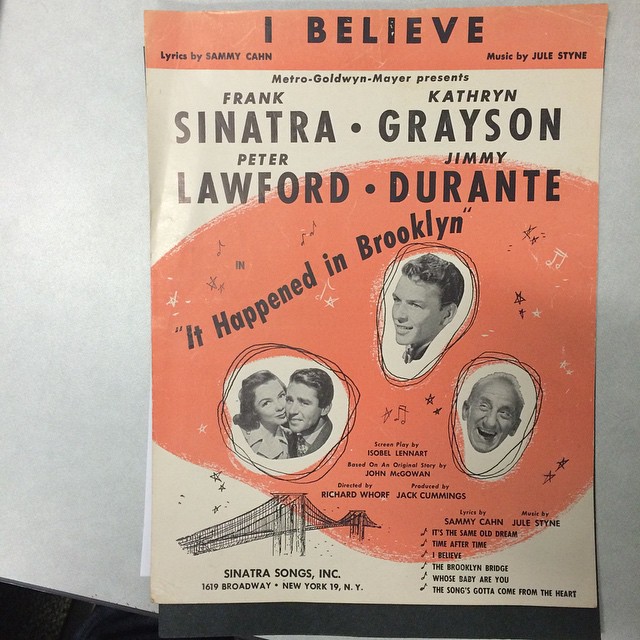 I BELIEVE
Lyrics by SAMMY CAHN
Music by JULE STYNE
Metro-Goldwyn-Mayer presents
FRANK KATHRYN
SINATRA • GRAYSON
PETER JIMMY
LAWFORD • DURANTE
IN
"It Happened in Brooklyn"
Screen Play by
ISOBEL LENNART
Based On An Original Story by
JOHN McGOWAN
Directed by Produced by
RICHARD WHORF JACK CUMMINGS
Lyrics by Music by
SAMMY CAHN JULE STYNE
IT'S THE SAME OLD DREAM
TIME AFTER TIME
I BELIEVE
THE BROOKLYN BRIDGE
WHOSE BABY ARE YOU
THE SONG'S GOTTA COME FROM THE HEART
SINATRA SONGS, INC.
1619 BROADWAY • NEW YORK 19, N. Y.